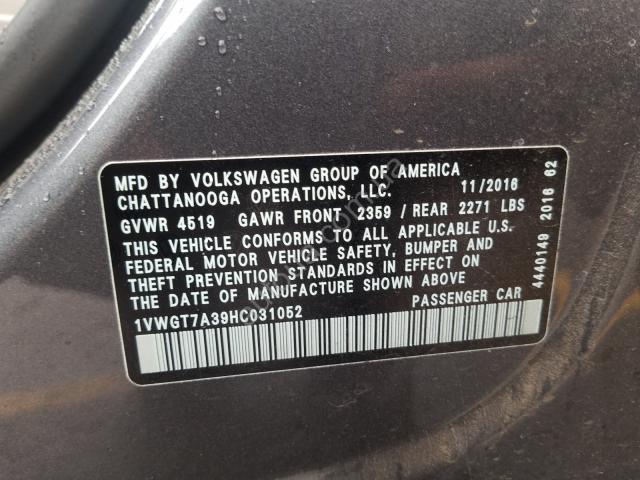 MFD BY VOLKSWAGEN GROUP OF AMERICA
CHATTANOOGA OPERATIONS, LLC. 11/2016
GVWR 4519 GAWR FRONT 2359 / REAR 2271 LBS
THIS VEHICLE CONFORMS TO ALL APPLICABLE U.S.
FEDERAL MOTOR VEHICLE SAFETY, BUMPER AND
THEFT PREVENTION STANDARDS IN EFFECT ON
THE DATE OF MANUFACTURE SHOWN ABOVE
1VWGT7A39HC031052 PASSENGER CAR
4440149 2016 62